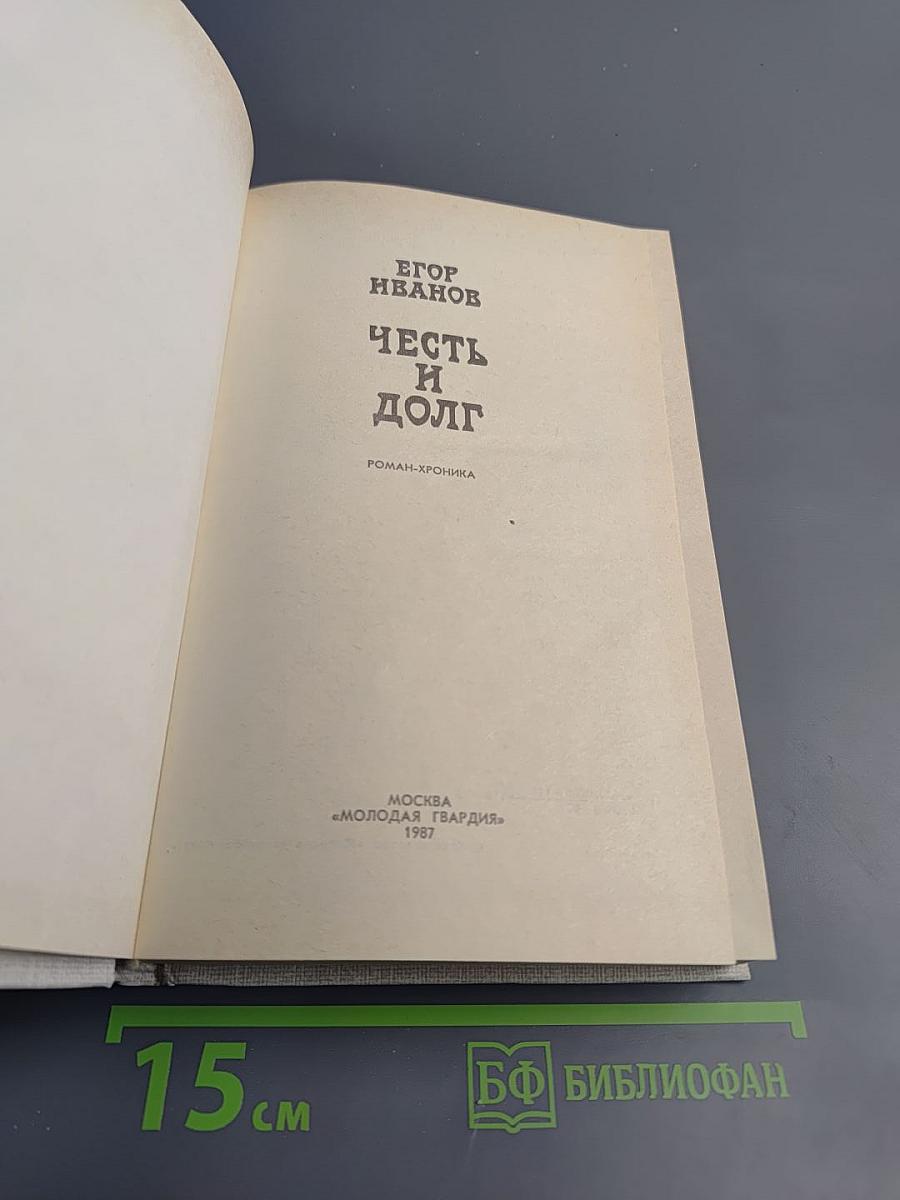 ЕГОР
ИВАНОВ
ЧЕСТЬ
И
ДОЛГ
РОМАН-ХРОНИКА
МОСКВА
«МОЛОДАЯ ГВАРДИЯ»
1987
15 СМ
БФ БИБЛИОФАН